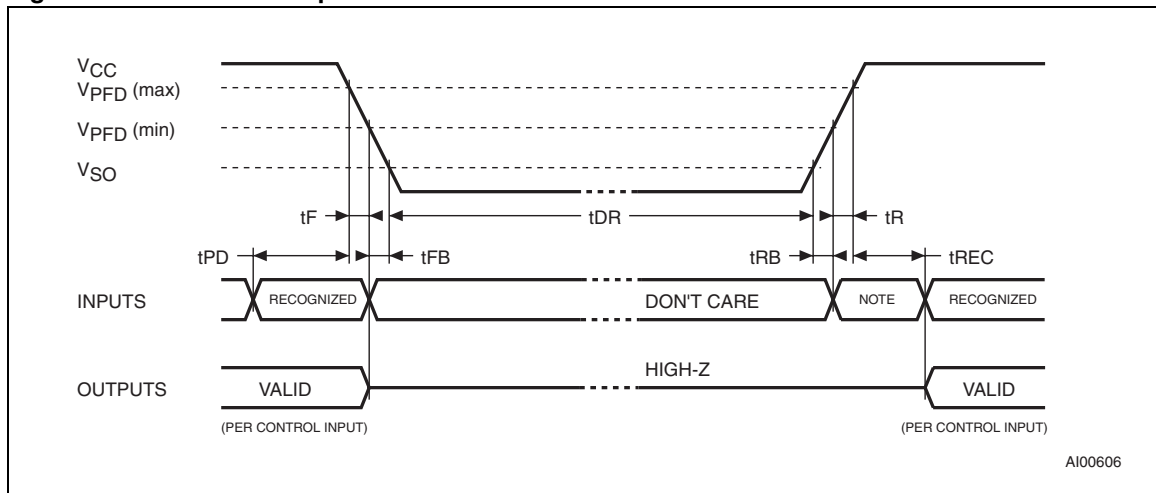 VCC
VPFD (max)
VPFD (min)
VSO
tF
tDR
tR
tPD
tFB
tRB
tREC
INPUTS
RECOGNIZED
DON'T CARE
NOTE
RECOGNIZED
HIGH-Z
OUTPUTS
VALID
VALID
(PER CONTROL INPUT)
(PER CONTROL INPUT)
AI00606